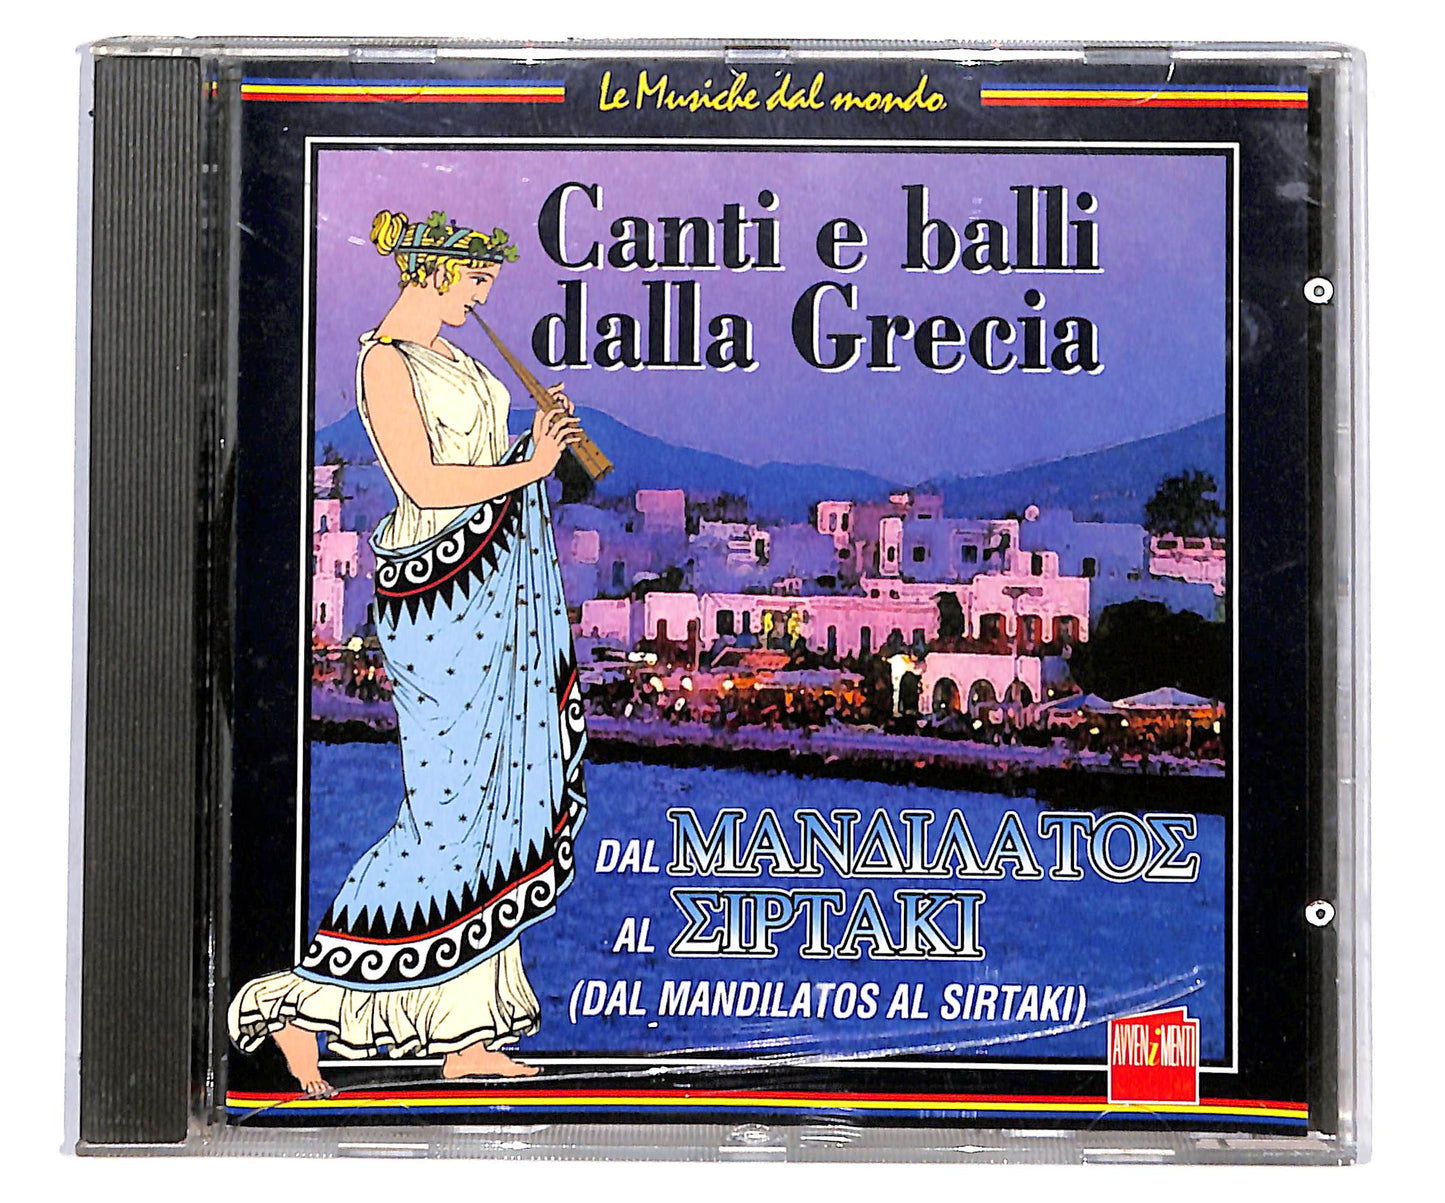 Le Musiche dal mondo
Canti e balli
dalla Grecia
DAL ΜΑΝΔΙΛΑΤΟΣ
AL ΣΙΡΤΑΚΙ
(DAL MANDILATOS AL SIRTAKI)
AVVENiMENTI